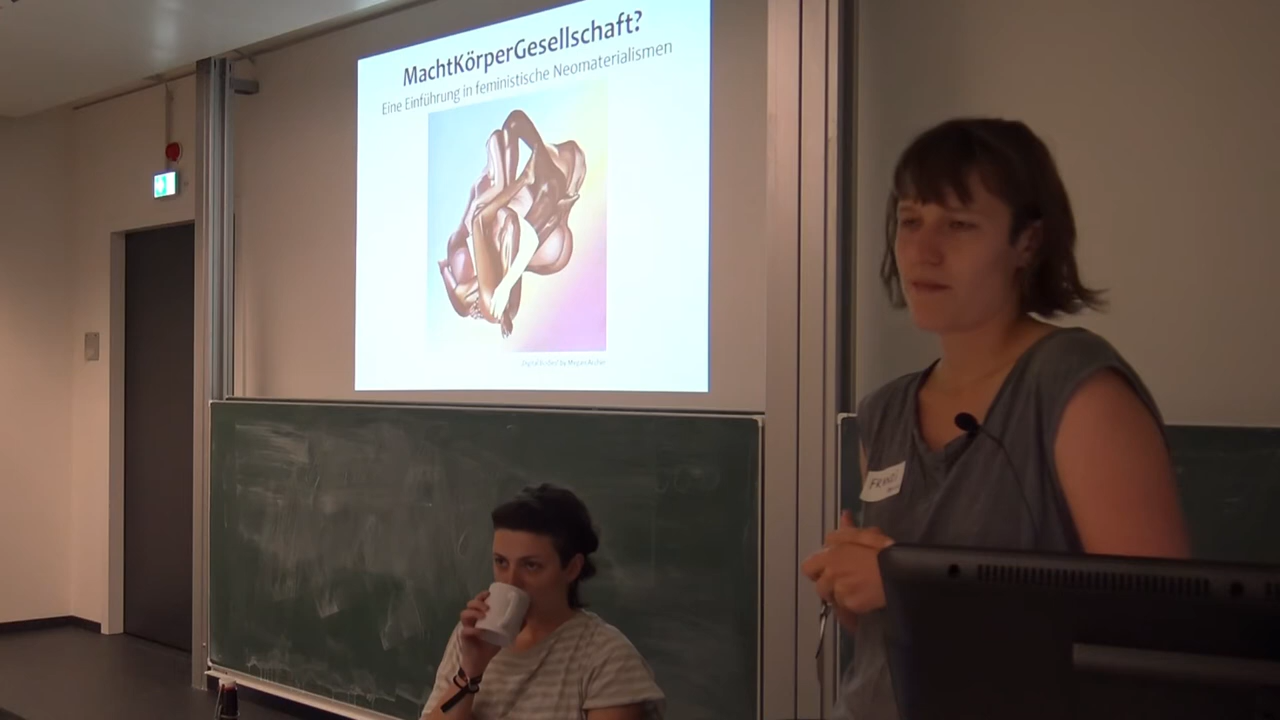 MachtKörperGesellschaft?
Eine Einführung in feministische Neomaterialismen